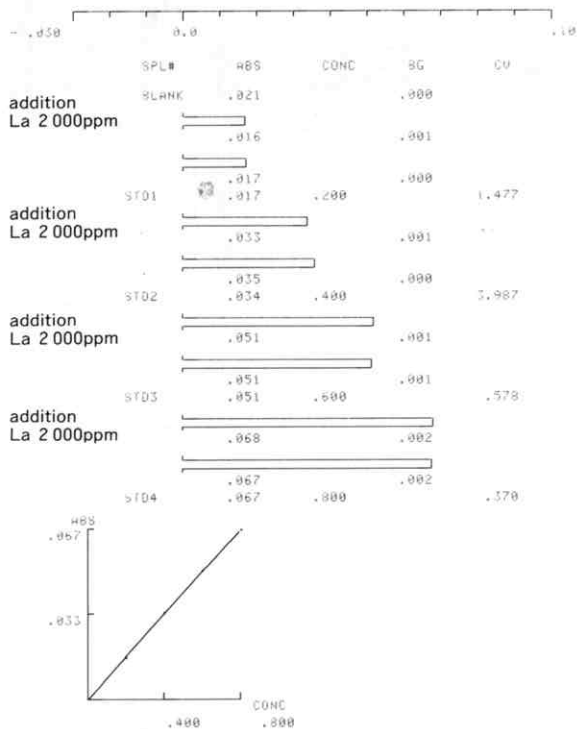 -.030 0.0 .10
SPL# ABS CONC BG CV
BLANK .021 .000
addition
La 2 000ppm
.016 .001
.017 .000
STD1 .017 .200 1.477
addition
La 2 000ppm
.033 .001
.035 .000
STD2 .034 .400 3.987
addition
La 2 000ppm
.051 .001
.051 .001
STD3 .051 .600 .578
addition
La 2 000ppm
.068 .002
.067 .002
STD4 .067 .800 .370
ABS
.067
.033
CONC
.400 .800